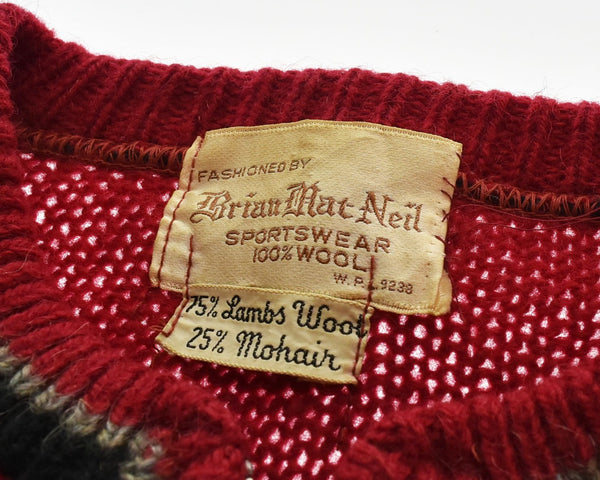 FASHIONED BY
Brian Mac-Neil
SPORTSWEAR
100% WOOL
W.P.L 9238
75% Lambs Wool
25% Mohair